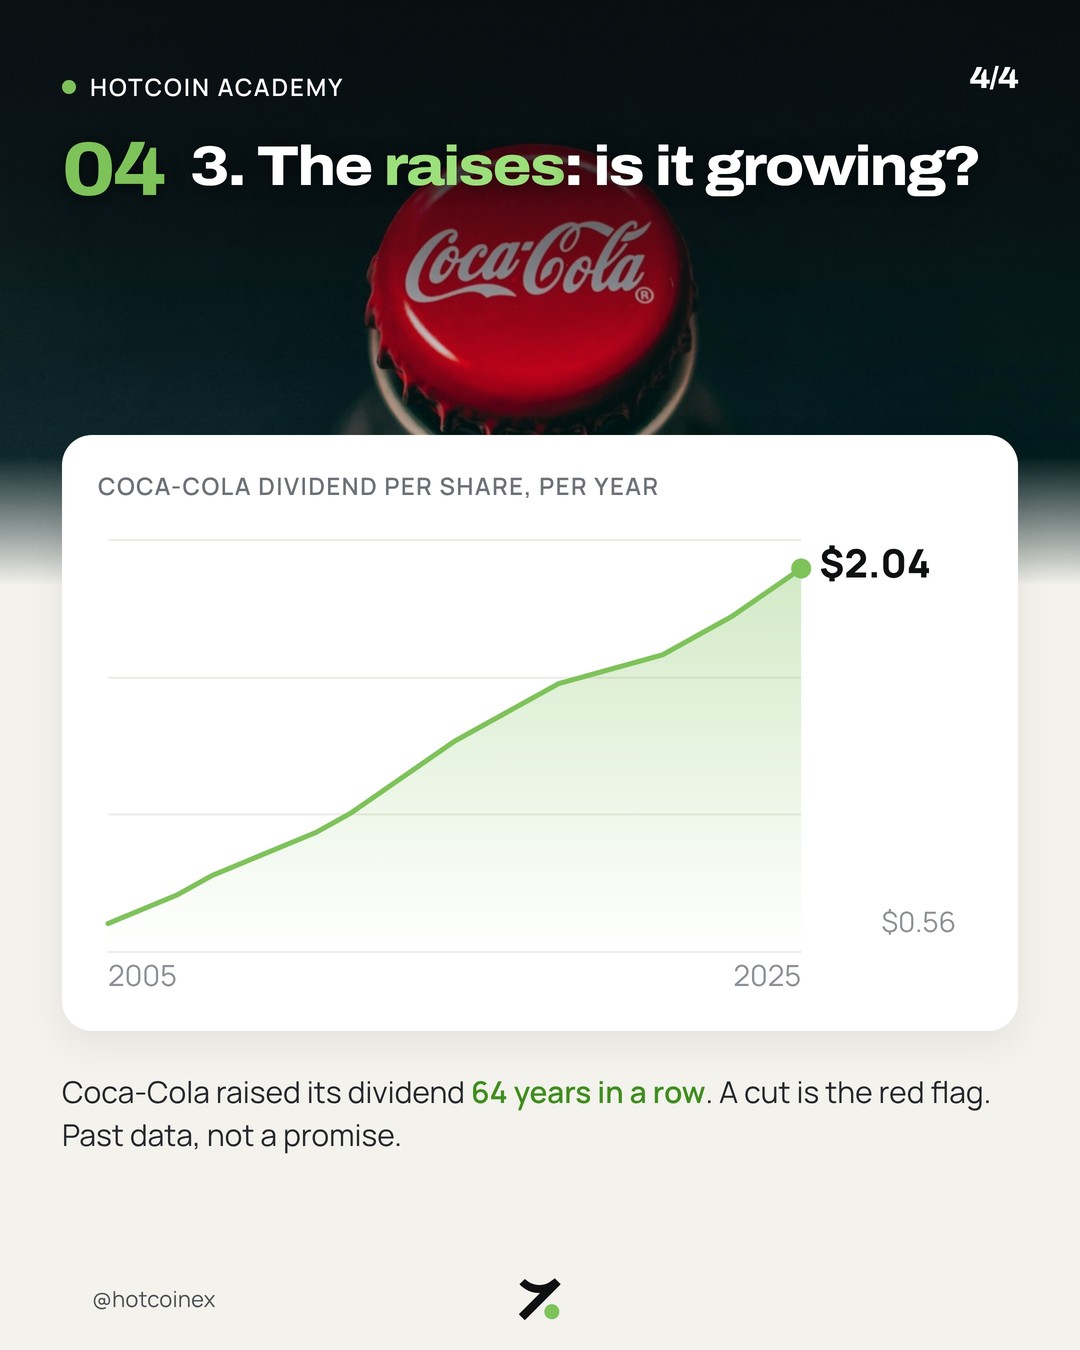 HOTCOIN ACADEMY
4/4
04 3. The raises: is it growing?
Coca-Cola®
COCA-COLA DIVIDEND PER SHARE, PER YEAR
$2.04
$0.56
2005
2025
Coca-Cola raised its dividend 64 years in a row. A cut is the red flag.
Past data, not a promise.
@hotcoinex